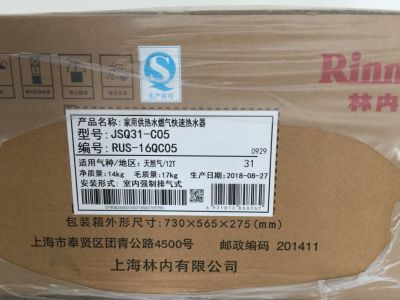 生产许可
Rinn
林内
产品名称: 家用供热水燃气快速热水器
型号: JSQ31-C05
编号: RUS-16QC05
0929
适用气种/地区: 天然气/12T
31
净质量: 14kg 毛质量: 17kg
生产日期: 2018-08-27
安装形式: 室内强制排气式
包装箱外形尺寸: 730×565×275(mm)
上海市奉贤区团青公路4500号 邮政编码 201411
上海林内有限公司